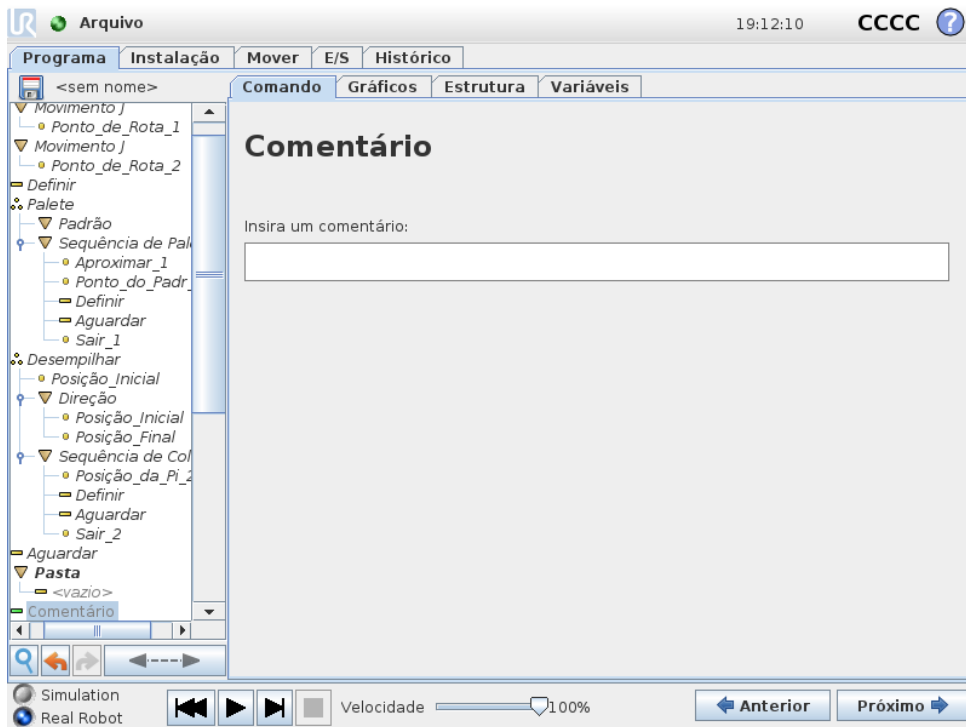 UR Arquivo 19:12:10 CCCC ?
Programa Instalação Mover E/S Histórico
<sem nome> Comando Gráficos Estrutura Variáveis
Movimento J
Ponto_de_Rota_1
Movimento J
Ponto_de_Rota_2
Definir
Palete
Padrão
Sequência de Pal
Aproximar_1
Ponto_do_Padr_
Definir
Aguardar
Sair_1
Desempilhar
Posição_Inicial
Direção
Posição_Inicial
Posição_Final
Sequência de Col
Posição_da_Pi_2
Definir
Aguardar
Sair_2
Aguardar
Pasta
<vazio>
Comentário
Comentário
Insira um comentário:
Simulation
Real Robot
Velocidade 100%
Anterior Próximo